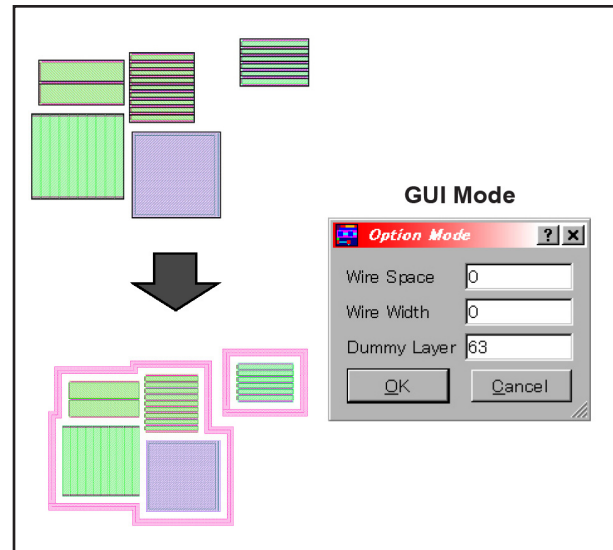 GUI Mode
Option Mode
? ×
Wire Space 0
Wire Width 0
Dummy Layer 63
OK Cancel